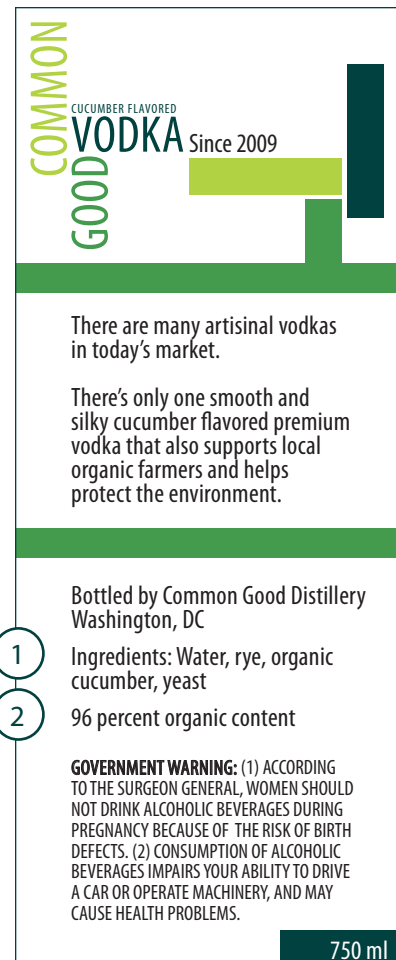 COMMON
CUCUMBER FLAVORED
VODKA Since 2009
GOOD
There are many artisinal vodkas
in today's market.
There's only one smooth and
silky cucumber flavored premium
vodka that also supports local
organic farmers and helps
protect the environment.
Bottled by Common Good Distillery
Washington, DC
1
Ingredients: Water, rye, organic
cucumber, yeast
2
96 percent organic content
GOVERNMENT WARNING: (1) ACCORDING
TO THE SURGEON GENERAL, WOMEN SHOULD
NOT DRINK ALCOHOLIC BEVERAGES DURING
PREGNANCY BECAUSE OF THE RISK OF BIRTH
DEFECTS. (2) CONSUMPTION OF ALCOHOLIC
BEVERAGES IMPAIRS YOUR ABILITY TO DRIVE
A CAR OR OPERATE MACHINERY, AND MAY
CAUSE HEALTH PROBLEMS.
750 ml